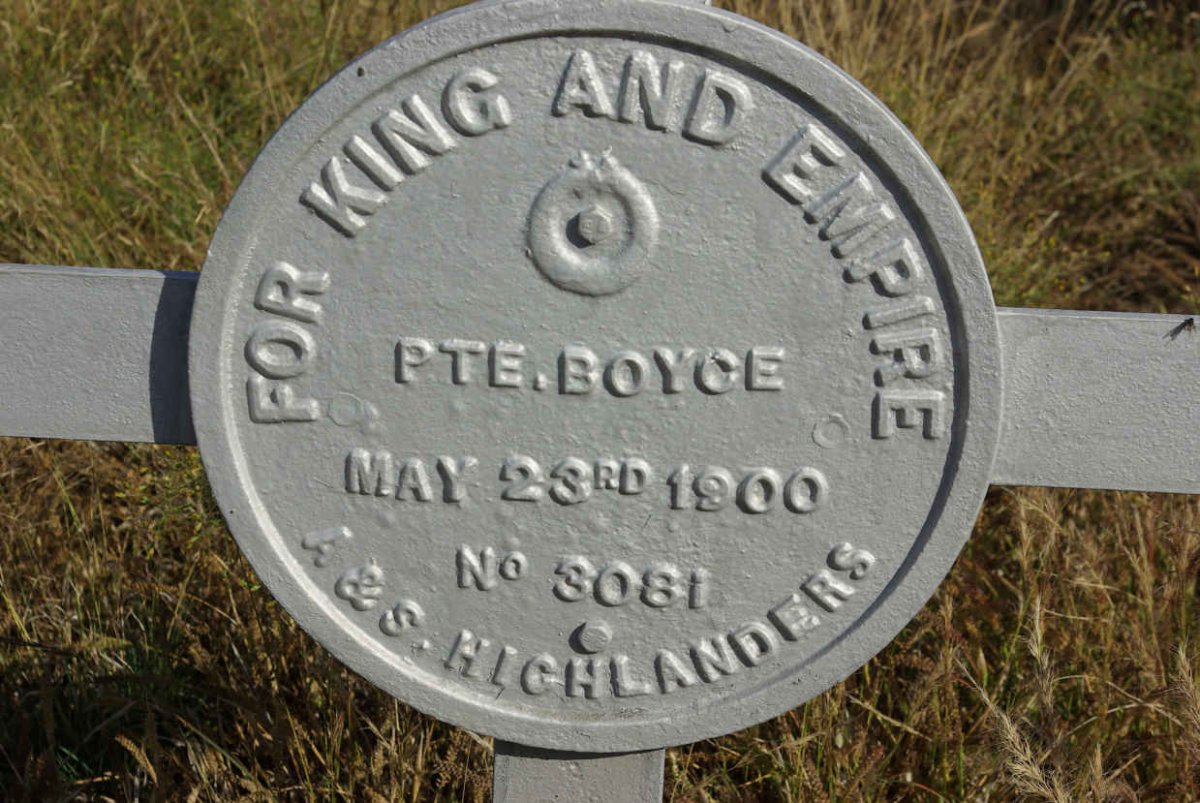 FOR KING AND EMPIRE
PTE. BOYCE
MAY 23RD 1900
No 3081
A & S. HIGHLANDERS